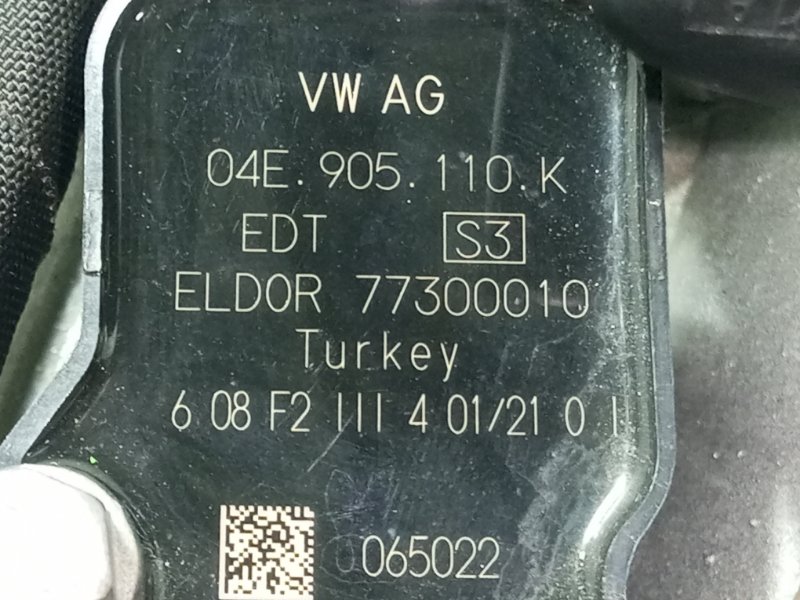 VW AG
04E.905.110.K
EDT S3
ELDOR 77300010
Turkey
6 08 F2 III 4 01/21 0 1
065022